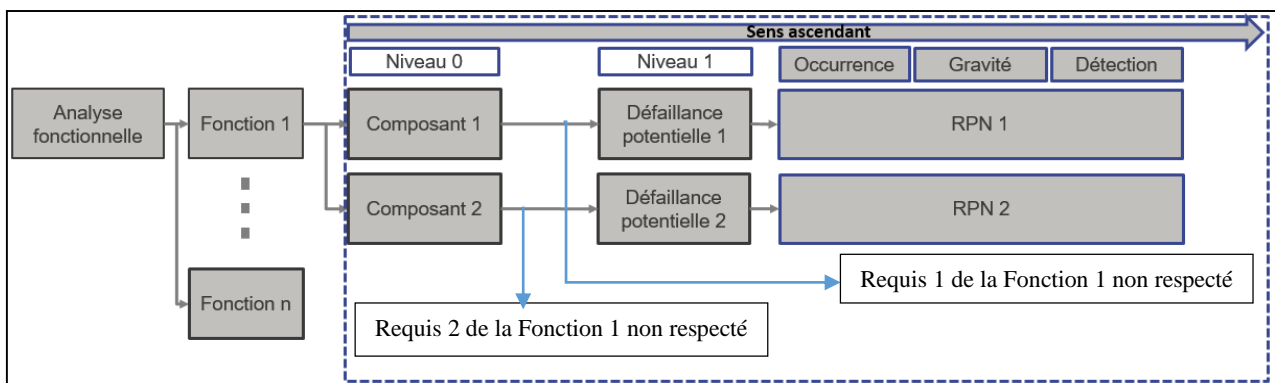 Sens ascendant
Niveau 0
Niveau 1
Occurrence
Gravité
Détection
Analyse
fonctionnelle
Fonction 1
Composant 1
Défaillance
potentielle 1
RPN 1
Composant 2
Défaillance
potentielle 2
RPN 2
Fonction n
Requis 1 de la Fonction 1 non respecté
Requis 2 de la Fonction 1 non respecté